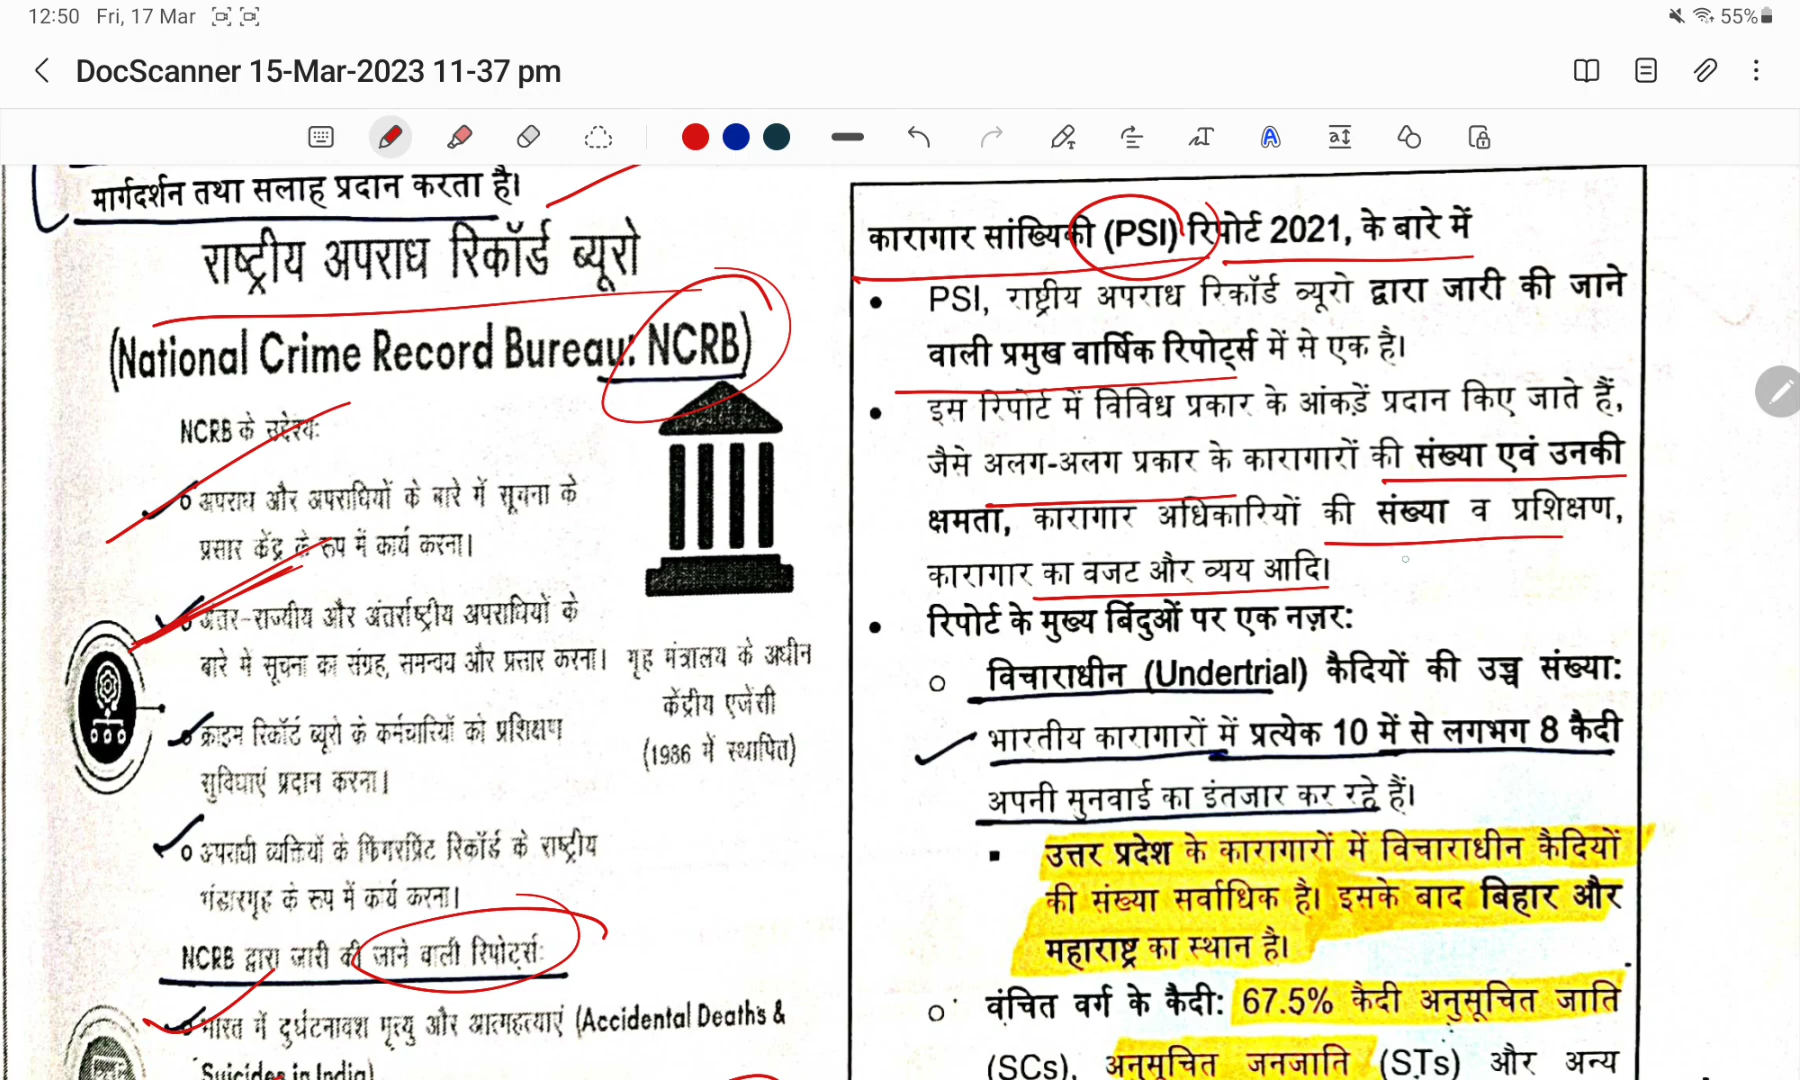 12:50 Fri, 17 Mar
55%
DocScanner 15-Mar-2023 11-37 pm
मार्गदर्शन तथा सलाह प्रदान करता है।
राष्ट्रीय अपराध रिकॉर्ड ब्यूरो
(National Crime Record Bureau: NCRB)
NCRB के उद्देश्य:
अपराध और अपराधियों के बारे में सूचना के
प्रसार केंद्र के रूप में कार्य करना।
अंतर-राज्यीय और अंतर्राष्ट्रीय अपराधियों के
बारे में सूचना का संग्रह, समन्वय और प्रसार करना।
क्राइम रिकॉर्ड ब्यूरो के कर्मचारियों को प्रशिक्षण
सुविधाएं प्रदान करना।
अपराधी व्यक्तियों के फिंगरप्रिंट रिकॉर्ड के राष्ट्रीय
भंडारगृह के रूप में कार्य करना।
गृह मंत्रालय के अधीन
केंद्रीय एजेंसी
(1986 में स्थापित)
NCRB द्वारा जारी की जाने वाली रिपोर्ट्स:
भारत में दुर्घटनावश मृत्यु और आत्महत्याएं (Accidental Deaths &
Suicides in India)
कारागार सांख्यिकी (PSI) रिपोर्ट 2021, के बारे में
• PSI, राष्ट्रीय अपराध रिकॉर्ड ब्यूरो द्वारा जारी की जाने
वाली प्रमुख वार्षिक रिपोर्ट्स में से एक है।
• इस रिपोर्ट में विविध प्रकार के आंकड़ें प्रदान किए जाते हैं,
जैसे अलग-अलग प्रकार के कारागारों की संख्या एवं उनकी
क्षमता, कारागार अधिकारियों की संख्या व प्रशिक्षण,
कारागार का बजट और व्यय आदि।
• रिपोर्ट के मुख्य बिंदुओं पर एक नज़र:
विचाराधीन (Undertrial) कैदियों की उच्च संख्या:
भारतीय कारागारों में प्रत्येक 10 में से लगभग 8 कैदी
अपनी सुनवाई का इंतजार कर रहे हैं।
उत्तर प्रदेश के कारागारों में विचाराधीन कैदियों
की संख्या सर्वाधिक है। इसके बाद बिहार और
महाराष्ट्र का स्थान है।
वंचित वर्ग के कैदी: 67.5% कैदी अनुसूचित जाति
(SCs), अनुसूचित जनजाति (STs) और अन्य